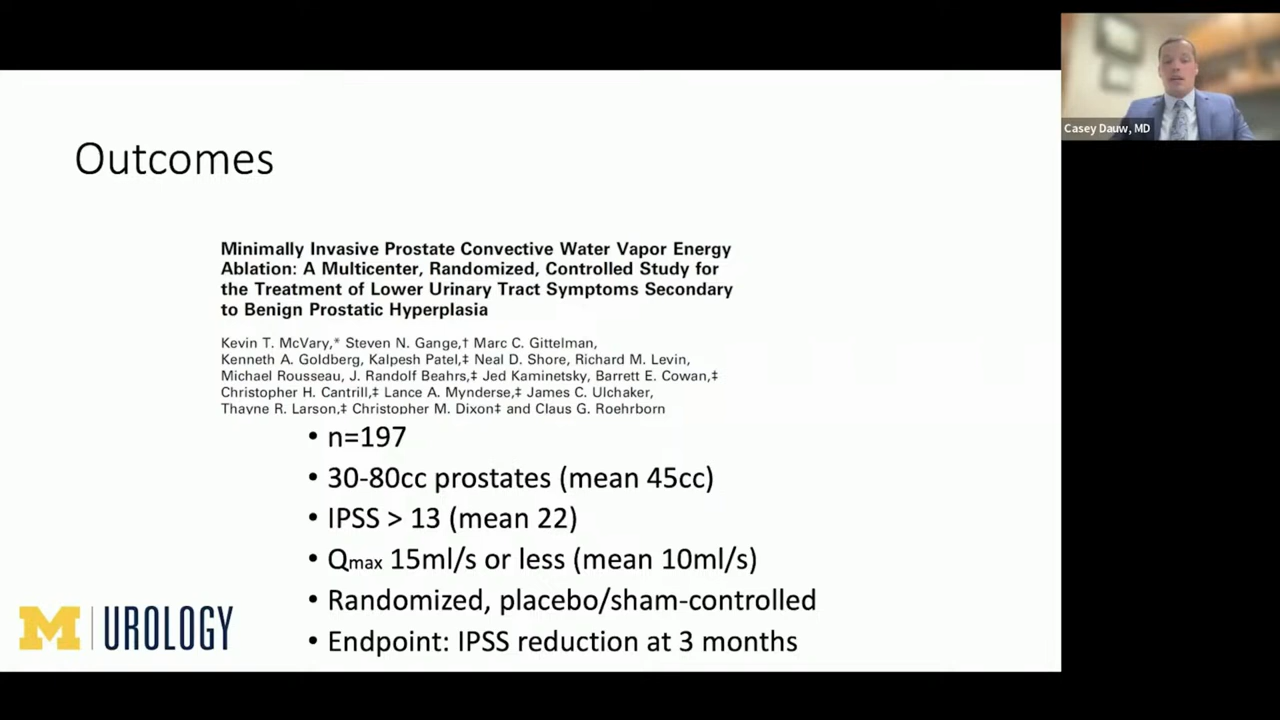 Outcomes
Minimally Invasive Prostate Convective Water Vapor Energy
Ablation: A Multicenter, Randomized, Controlled Study for
the Treatment of Lower Urinary Tract Symptoms Secondary
to Benign Prostatic Hyperplasia
Kevin T. McVary,* Steven N. Gange,† Marc C. Gittelman,
Kenneth A. Goldberg, Kalpesh Patel,‡ Neal D. Shore, Richard M. Levin,
Michael Rousseau, J. Randolf Beahrs,‡ Jed Kaminetsky, Barrett E. Cowan,‡
Christopher H. Cantrill,‡ Lance A. Mynderse,‡ James C. Ulchaker,
Thayne R. Larson,‡ Christopher M. Dixon‡ and Claus G. Roehrborn
• n=197
• 30-80cc prostates (mean 45cc)
• IPSS > 13 (mean 22)
• Qmax 15ml/s or less (mean 10ml/s)
• Randomized, placebo/sham-controlled
• Endpoint: IPSS reduction at 3 months
M | UROLOGY
Casey Dauw, MD